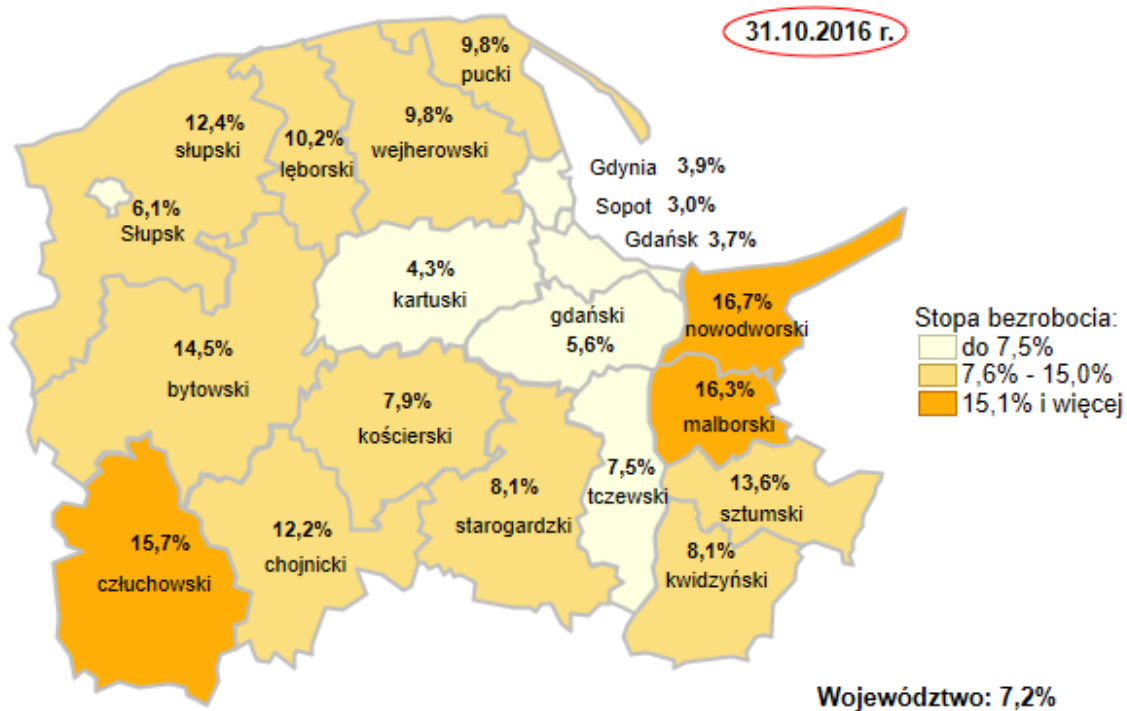 31.10.2016 r.
9,8%
pucki
12,4%
słupski
10,2%
lęborski
9,8%
wejherowski
Gdynia 3,9%
Sopot 3,0%
Gdańsk 3,7%
6,1%
Słupsk
4,3%
kartuski
gdański
5,6%
16,7%
nowodworski
Stopa bezrobocia:
do 7,5%
7,6% - 15,0%
15,1% i więcej
14,5%
bytowski
7,9%
kościerski
16,3%
malborski
8,1%
starogardzki
7,5%
tczewski
13,6%
sztumski
15,7%
człuchowski
12,2%
chojnicki
8,1%
kwidzyński
Województwo: 7,2%